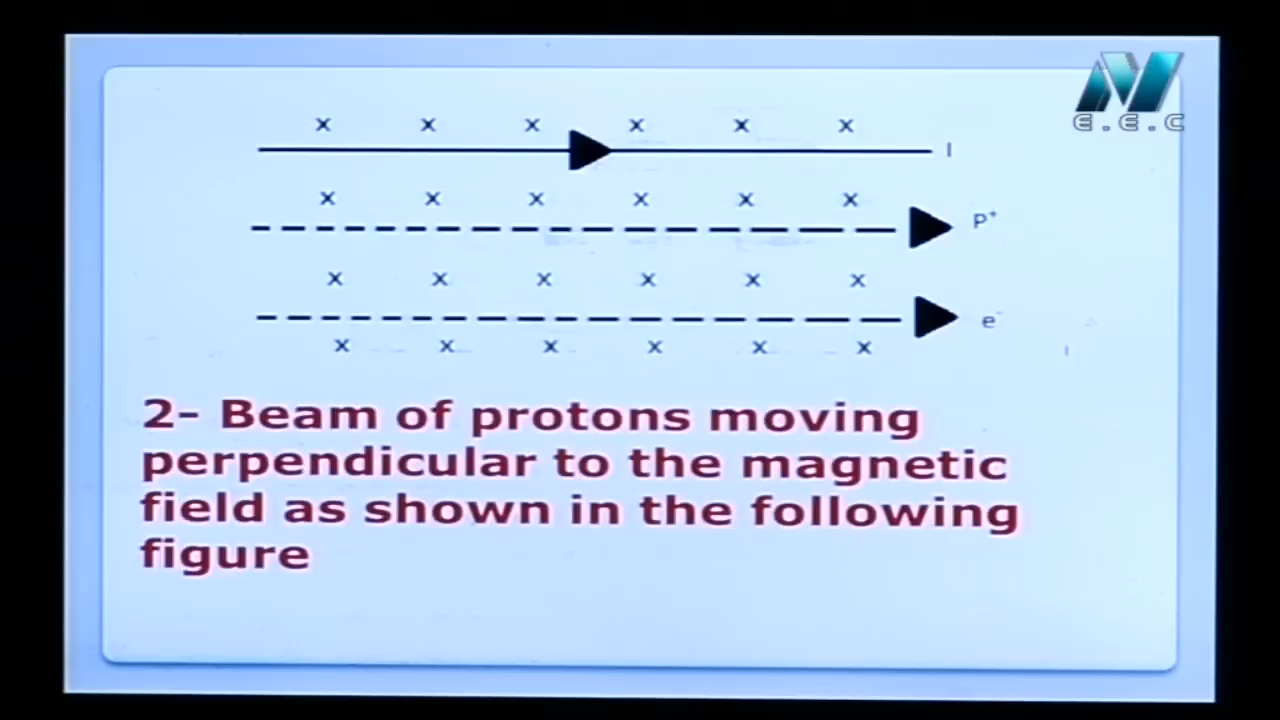 E.E.C
x x x x x x
I
x x x x x x
P+
x x x x x x
e-
x x x x x x
2- Beam of protons moving
perpendicular to the magnetic
field as shown in the following
figure